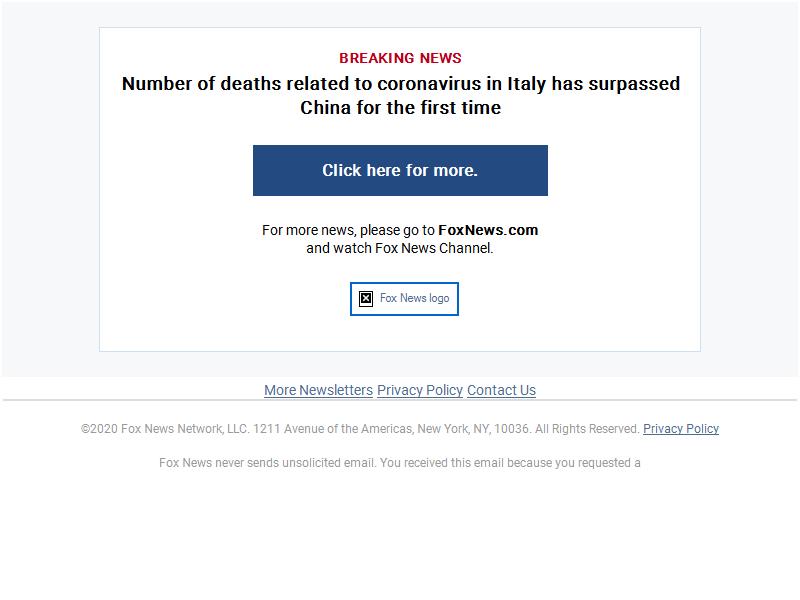 BREAKING NEWS
Number of deaths related to coronavirus in Italy has surpassed
China for the first time
Click here for more.
For more news, please go to FoxNews.com
and watch Fox News Channel.
Fox News logo
More Newsletters Privacy Policy Contact Us
©2020 Fox News Network, LLC. 1211 Avenue of the Americas, New York, NY, 10036. All Rights Reserved. Privacy Policy
Fox News never sends unsolicited email. You received this email because you requested a